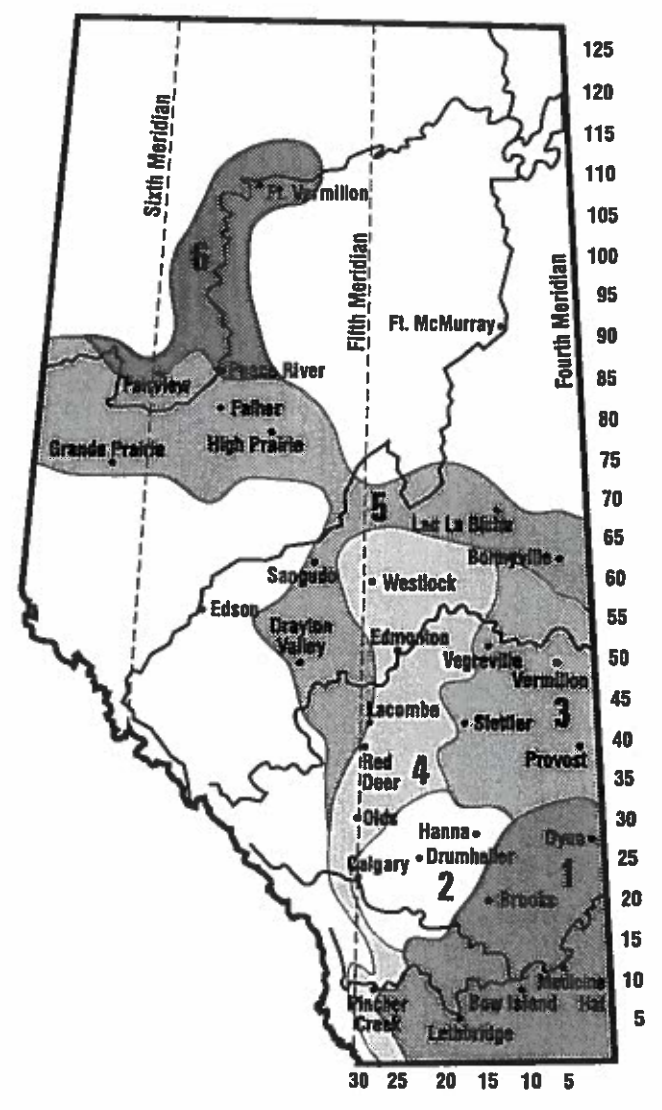 125
120
115
110
105
100
95
90
85
80
75
70
65
60
55
50
45
40
35
30
25
20
15
10
5
Sixth Meridian
Fifth Meridian
Fourth Meridian
Ft. Vermilion
6
Ft. McMurray
Peace River
Fairview
Falher
High Prairie
Grande Prairie
5
Lac La Biche
Bonnyville
Sangudo
Westlock
Edson
Drayton
Valley
Edmonton
Vegreville
Vermilion
Lacombe
Stettler
3
Provost
Red
Deer
4
Olds
Hanna
Oyen
Calgary
Drumheller
1
2
Brooks
Medicine
Hat
Pincher
Creek
Bow Island
Lethbridge
30 25 20 15 10 5